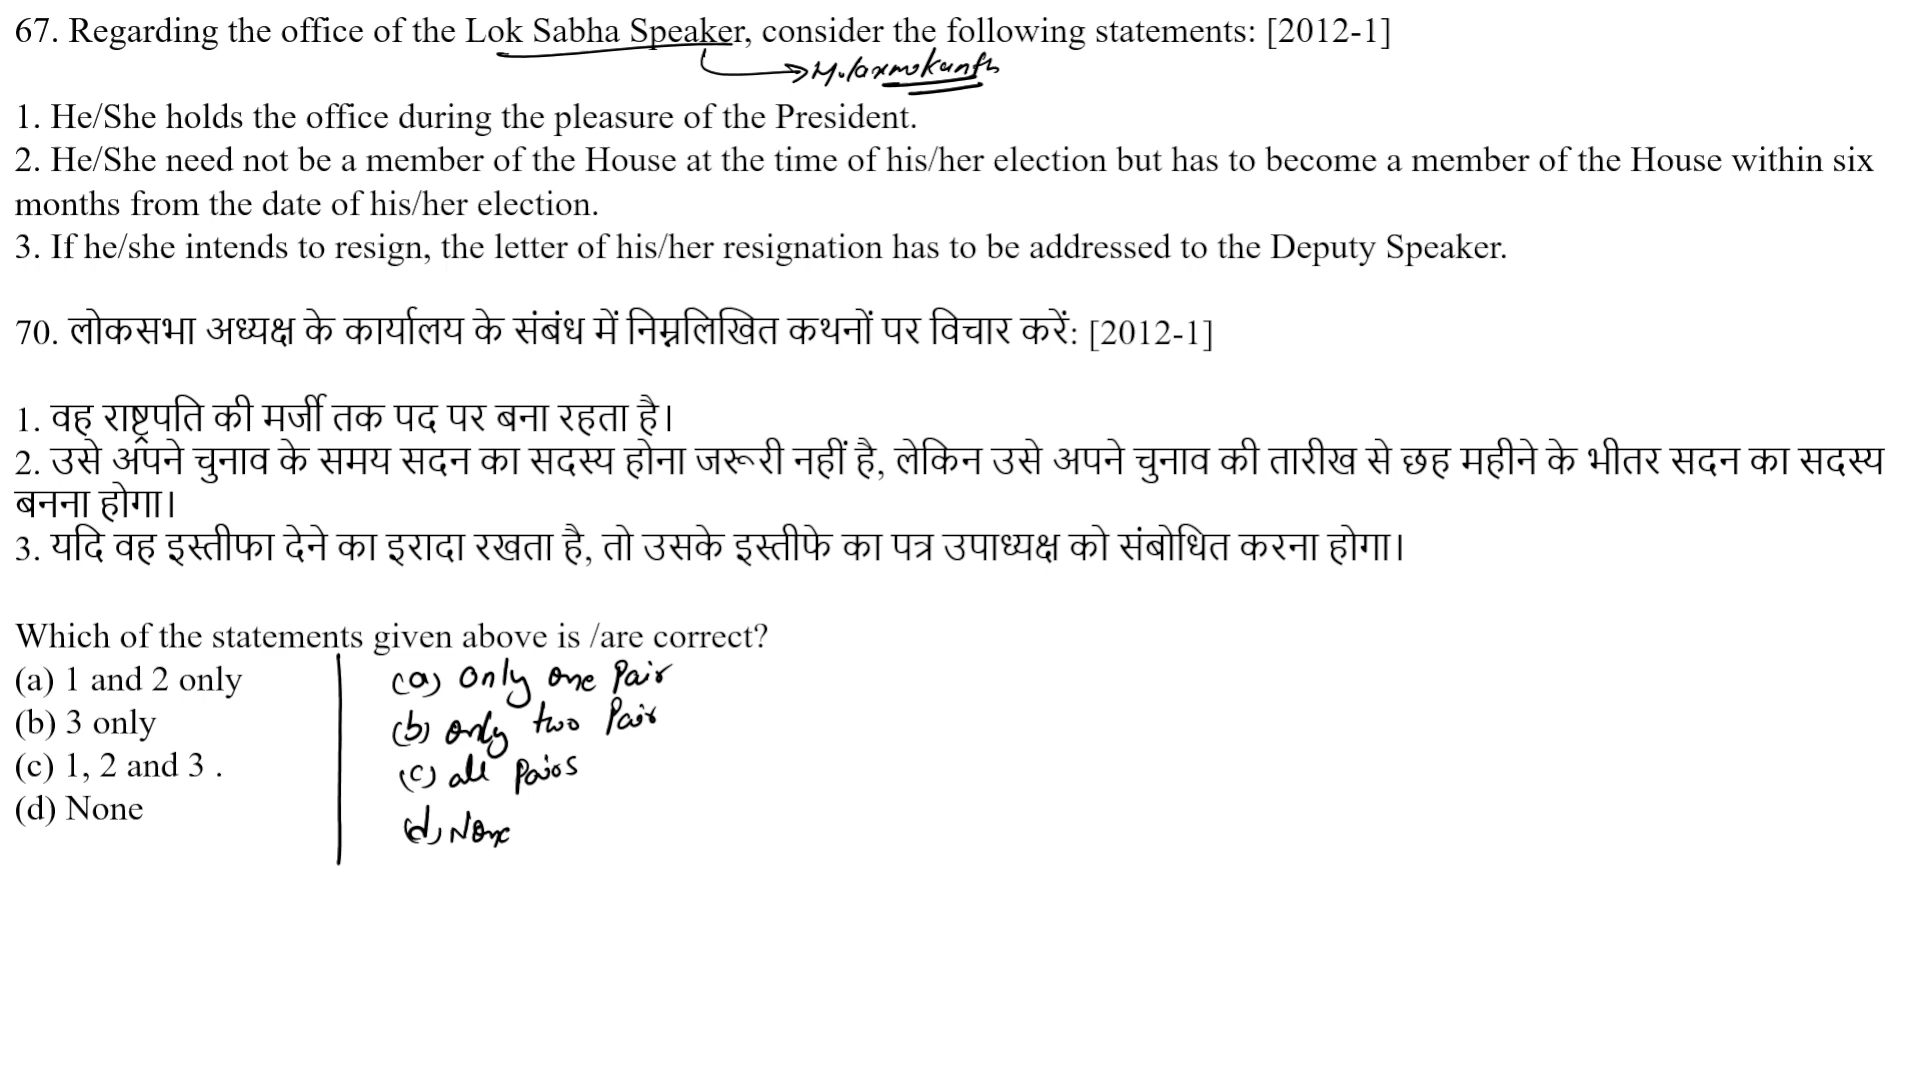 67. Regarding the office of the Lok Sabha Speaker, consider the following statements: [2012-1]
M.laxmokanth
1. He/She holds the office during the pleasure of the President.
2. He/She need not be a member of the House at the time of his/her election but has to become a member of the House within six
months from the date of his/her election.
3. If he/she intends to resign, the letter of his/her resignation has to be addressed to the Deputy Speaker.
70. लोकसभा अध्यक्ष के कार्यालय के संबंध में निम्नलिखित कथनों पर विचार करें: [2012-1]
1. वह राष्ट्रपति की मर्जी तक पद पर बना रहता है।
2. उसे अपने चुनाव के समय सदन का सदस्य होना जरूरी नहीं है, लेकिन उसे अपने चुनाव की तारीख से छह महीने के भीतर सदन का सदस्य
बनना होगा।
3. यदि वह इस्तीफा देने का इरादा रखता है, तो उसके इस्तीफे का पत्र उपाध्यक्ष को संबोधित करना होगा।
Which of the statements given above is /are correct?
(a) 1 and 2 only
(b) 3 only
(c) 1, 2 and 3 .
(d) None
(a) only one Pair
(b) only two Pair
(c) all pairs
(d) None